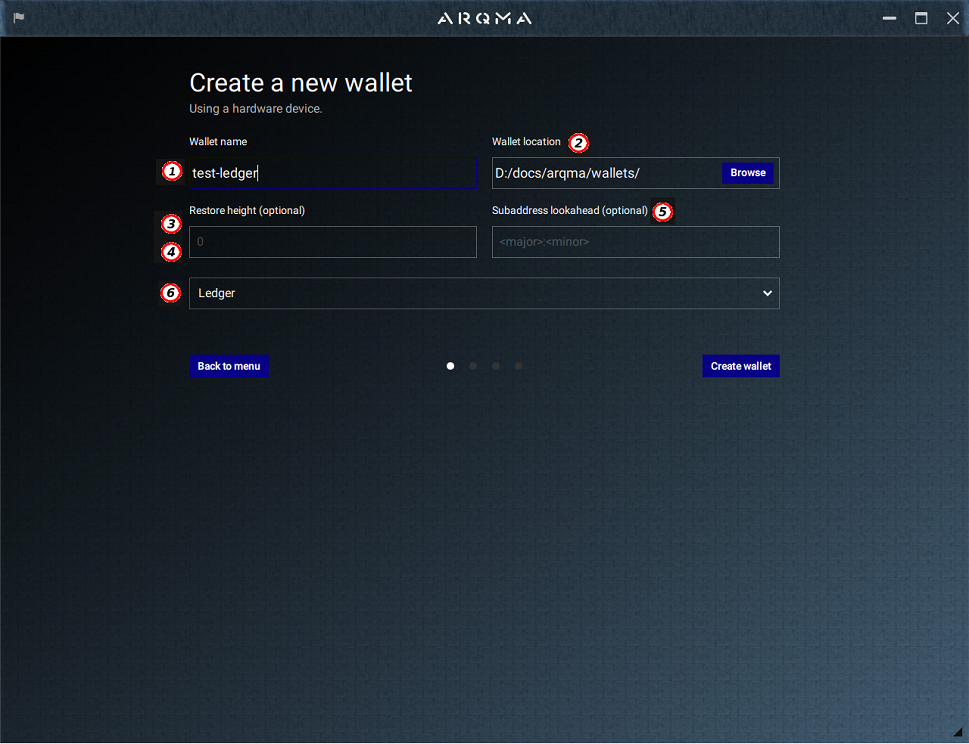 ARQMA
Create a new wallet
Using a hardware device.
Wallet name
Wallet location 2
1 test-ledger
D:/docs/arqma/wallets/ Browse
Restore height (optional)
Subaddress lookahead (optional) 5
3
4 0
<major>:<minor>
6 Ledger
Back to menu
Create wallet